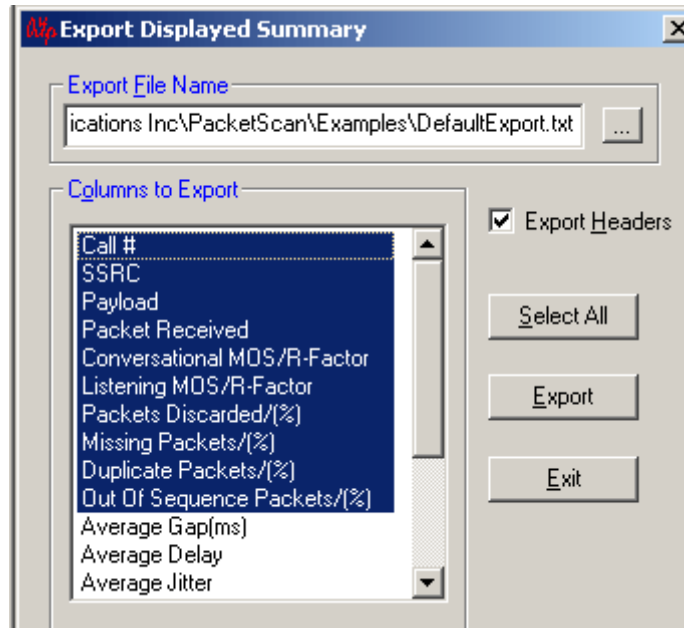 Export Displayed Summary
Export File Name
ications Inc\PacketScan\Examples\DefaultExport.txt
...
Columns to Export
Export Headers
Call #
SSRC
Payload
Packet Received
Conversational MOS/R-Factor
Listening MOS/R-Factor
Packets Discarded/(%)
Missing Packets/(%)
Duplicate Packets/(%)
Out Of Sequence Packets/(%)
Average Gap(ms)
Average Delay
Average Jitter
Select All
Export
Exit